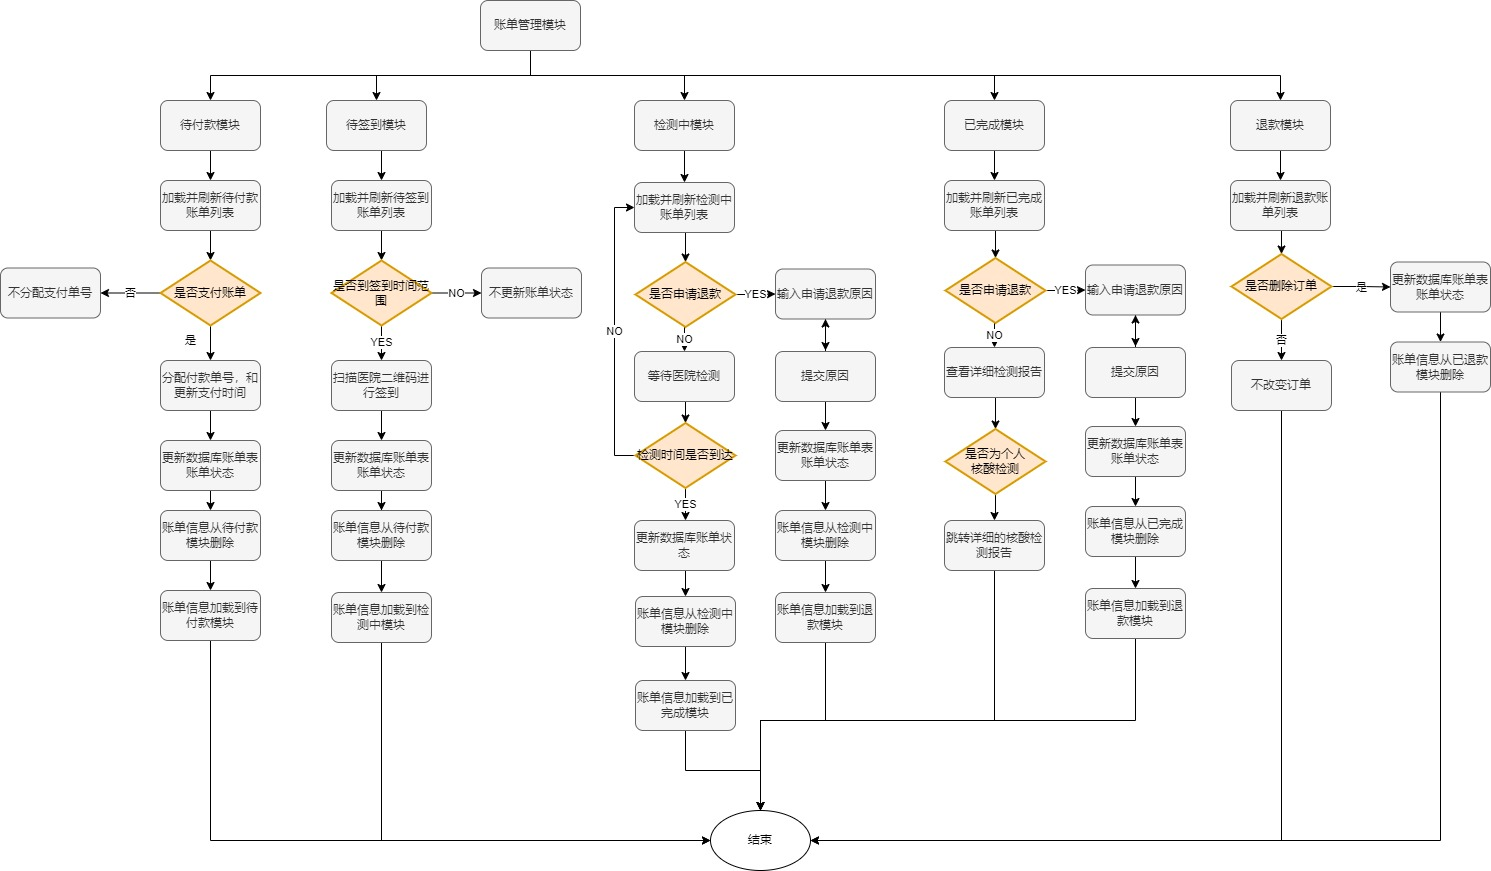 账单管理模块
待付款模块
待签到模块
检测中模块
已完成模块
退款模块
加载并刷新待付款
账单列表
加载并刷新待签到
账单列表
加载并刷新检测中
账单列表
加载并刷新已完成
账单列表
加载并刷新退款账
单列表
不分配支付单号
否
是否支付账单
是否到签到时间范
围
NO
不更新账单状态
是否申请退款
YES
输入申请退款原因
是否申请退款
YES
输入申请退款原因
是否删除订单
是
更新数据库账单表
账单状态
是
YES
NO
NO
NO
否
分配付款单号，和
更新支付时间
扫描医院二维码进
行签到
等待医院检测
提交原因
查看详细检测报告
提交原因
不改变订单
账单信息从已退款
模块删除
更新数据库账单表
账单状态
更新数据库账单表
账单状态
检测时间是否到达
更新数据库账单表
账单状态
是否为个人
核酸检测
更新数据库账单表
账单状态
YES
账单信息从待付款
模块删除
账单信息从待付款
模块删除
更新数据库账单状
态
账单信息从检测中
模块删除
跳转详细的核酸检
测报告
账单信息从已完成
模块删除
账单信息加载到待
付款模块
账单信息加载到检
测中模块
账单信息从检测中
模块删除
账单信息加载到退
款模块
账单信息加载到退
款模块
账单信息加载到已
完成模块
结束